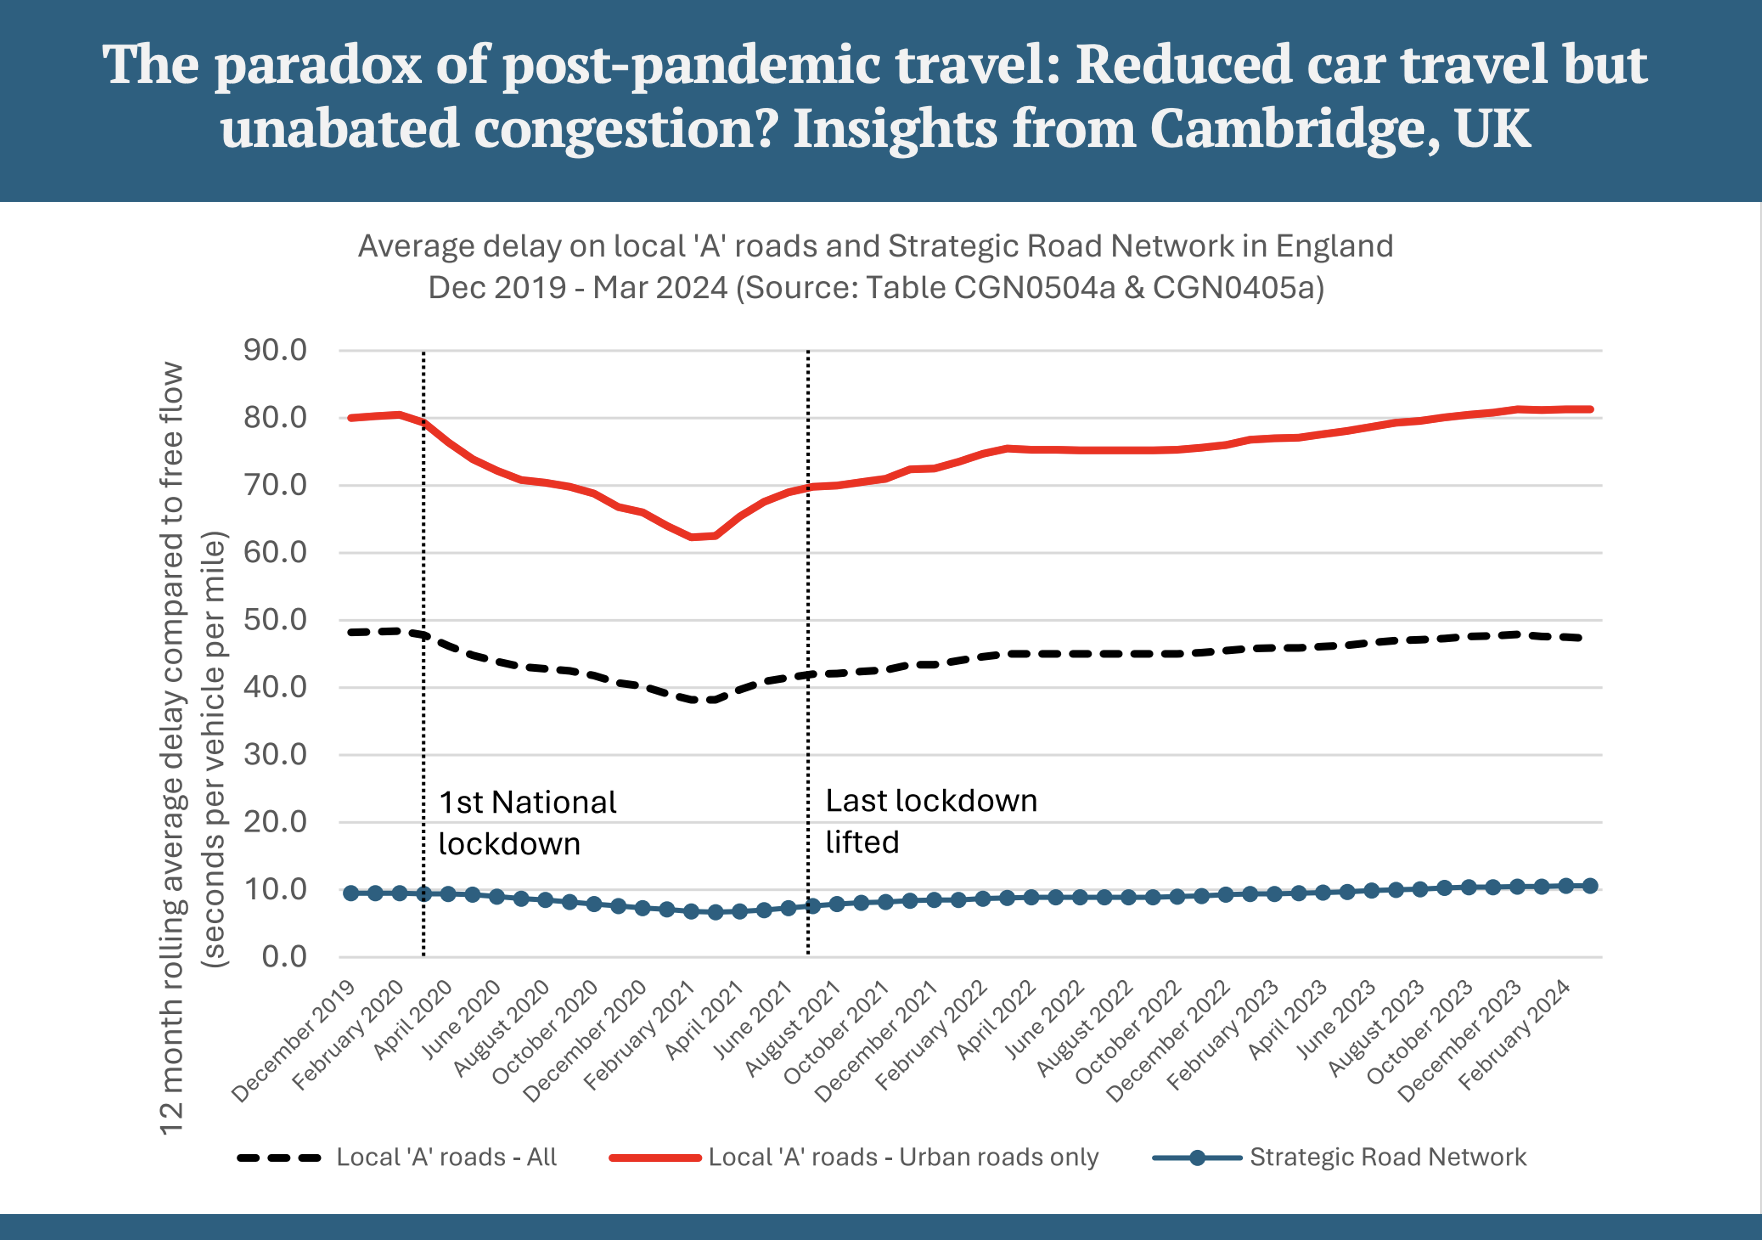 The paradox of post-pandemic travel: Reduced car travel but
unabated congestion? Insights from Cambridge, UK
Average delay on local 'A' roads and Strategic Road Network in England
Dec 2019 - Mar 2024 (Source: Table CGN0504a & CGN0405a)
12 month rolling average delay compared to free flow
(seconds per vehicle per mile)
90.0
80.0
70.0
60.0
50.0
40.0
30.0
20.0
10.0
0.0
1st National
lockdown
Last lockdown
lifted
December 2019
February 2020
April 2020
June 2020
August 2020
October 2020
December 2020
February 2021
April 2021
June 2021
August 2021
October 2021
December 2021
February 2022
April 2022
June 2022
August 2022
October 2022
December 2022
February 2023
April 2023
June 2023
August 2023
October 2023
December 2023
February 2024
Local 'A' roads - All
Local 'A' roads - Urban roads only
Strategic Road Network